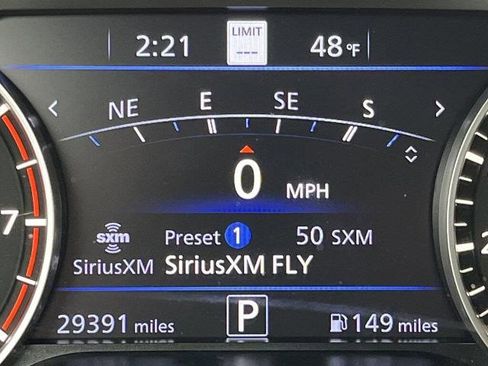 2:21 LIMIT --- 48°F
NE E SE S
0 MPH
sxm Preset 1 50 SXM
SiriusXM SiriusXM FLY
7
29391 miles P 149 miles